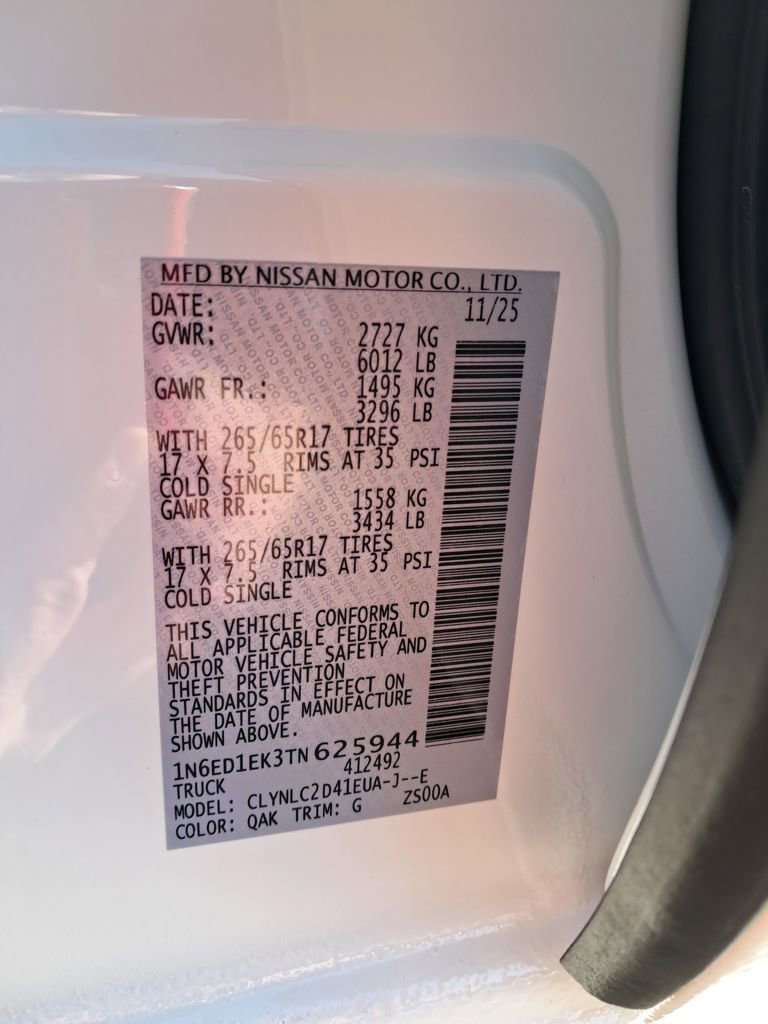 MFD BY NISSAN MOTOR CO., LTD.
DATE: 11/25
GVWR: 2727 KG
6012 LB
GAWR FR.: 1495 KG
3296 LB
WITH 265/65R17 TIRES
17 X 7.5 RIMS AT 35 PSI
COLD SINGLE
GAWR RR.: 1558 KG
3434 LB
WITH 265/65R17 TIRES
17 X 7.5 RIMS AT 35 PSI
COLD SINGLE
THIS VEHICLE CONFORMS TO
ALL APPLICABLE FEDERAL
MOTOR VEHICLE SAFETY AND
THEFT PREVENTION
STANDARDS IN EFFECT ON
THE DATE OF MANUFACTURE
SHOWN ABOVE.
1N6ED1EK3TN 625944
TRUCK 412492
MODEL: CLYNLC2D41EUA-J--E
COLOR: QAK TRIM: G ZS00A